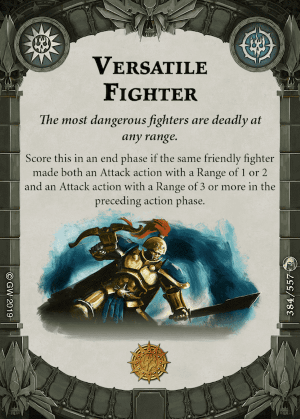 VERSATILE
FIGHTER
The most dangerous fighters are deadly at
any range.
Score this in an end phase if the same friendly fighter
made both an Attack action with a Range of 1 or 2
and an Attack action with a Range of 3 or more in the
preceding action phase.
© GW 2019
384/557